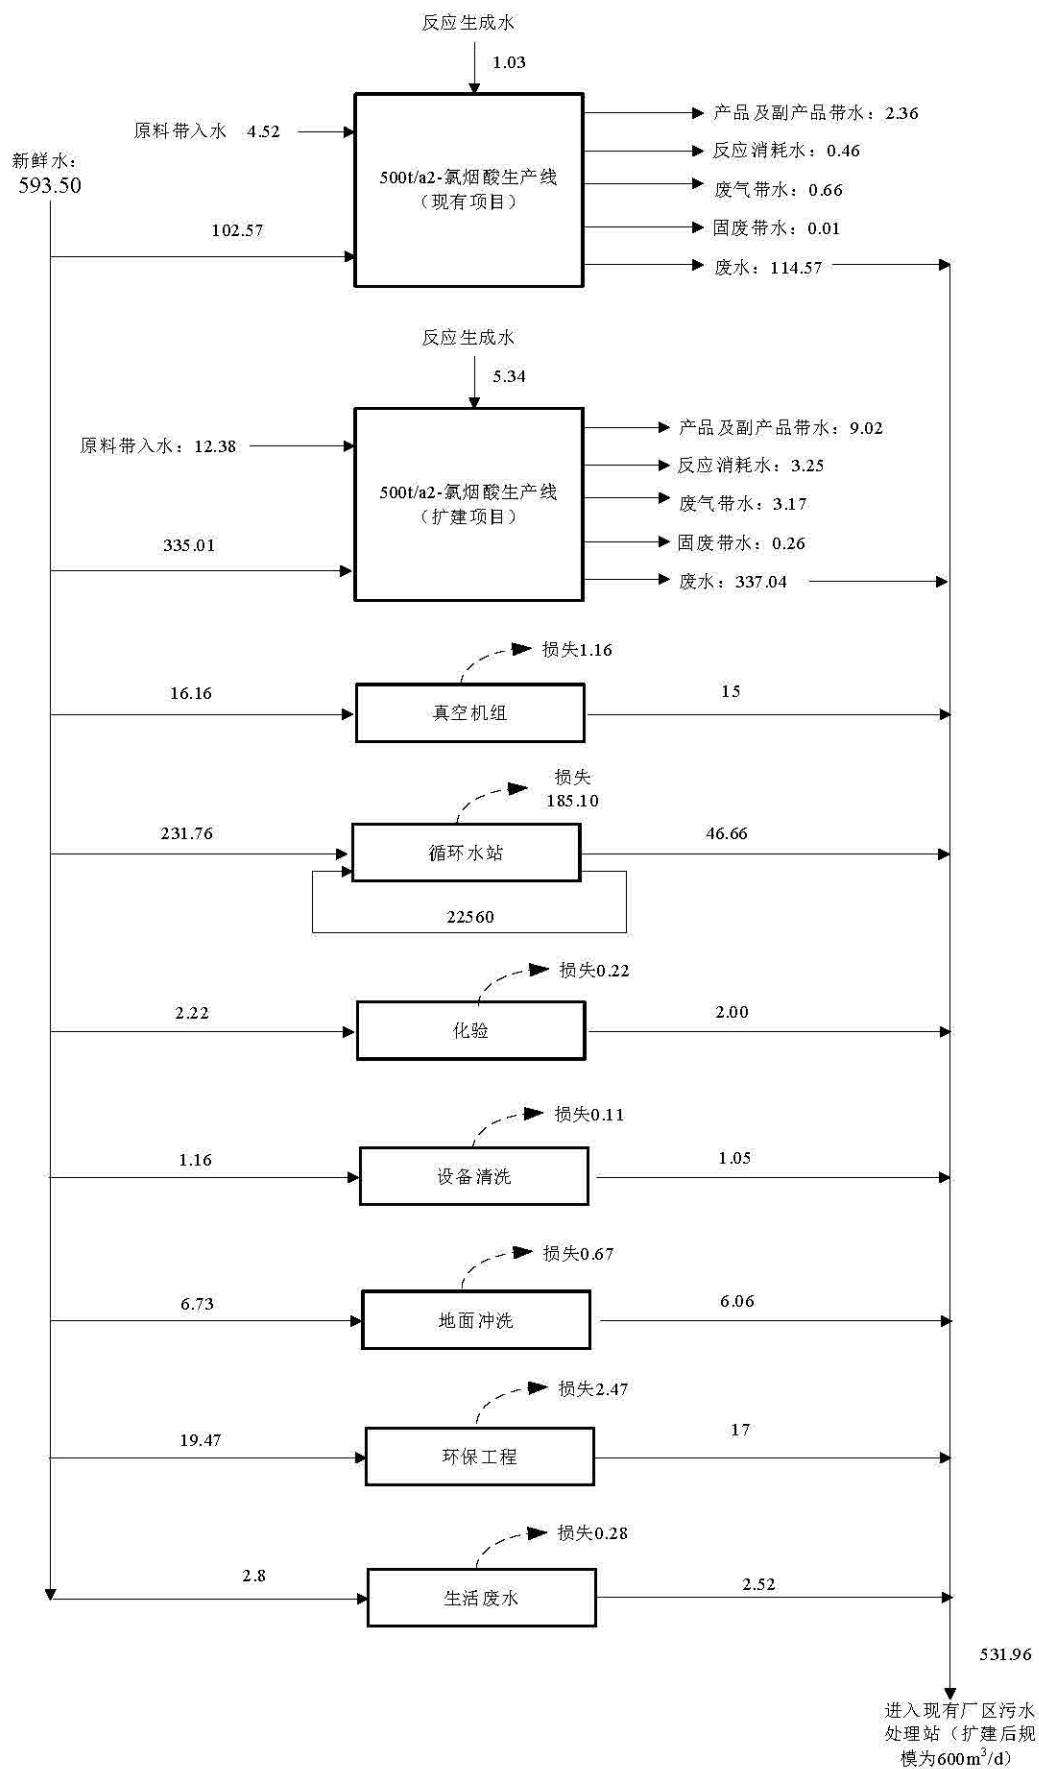 反应生成水
1.03
原料带入水 4.52
新鲜水：
593.50
102.57
500t/a2-氯烟酸生产线
（现有项目）
产品及副产品带水：2.36
反应消耗水：0.46
废气带水：0.66
固废带水：0.01
废水：114.57
反应生成水
5.34
原料带入水：12.38
335.01
500t/a2-氯烟酸生产线
（扩建项目）
产品及副产品带水：9.02
反应消耗水：3.25
废气带水：3.17
固废带水：0.26
废水：337.04
损失1.16
16.16
真空机组
15
损失
185.10
231.76
循环水站
46.66
22560
损失0.22
2.22
化验
2.00
损失0.11
1.16
设备清洗
1.05
损失0.67
6.73
地面冲洗
6.06
损失2.47
19.47
环保工程
17
损失0.28
2.8
生活废水
2.52
531.96
进入现有厂区污水
处理站（扩建后规
模为600m³/d）